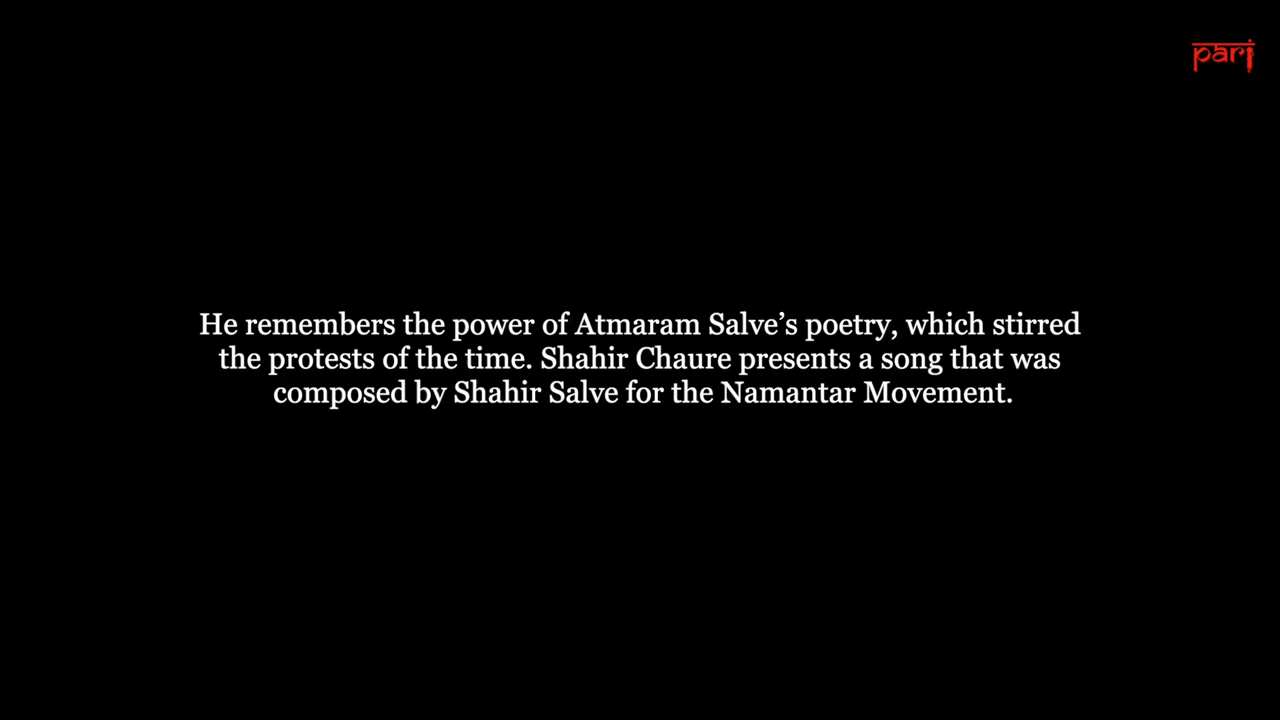 pari
He remembers the power of Atmaram Salve’s poetry, which stirred
the protests of the time. Shahir Chaure presents a song that was
composed by Shahir Salve for the Namantar Movement.